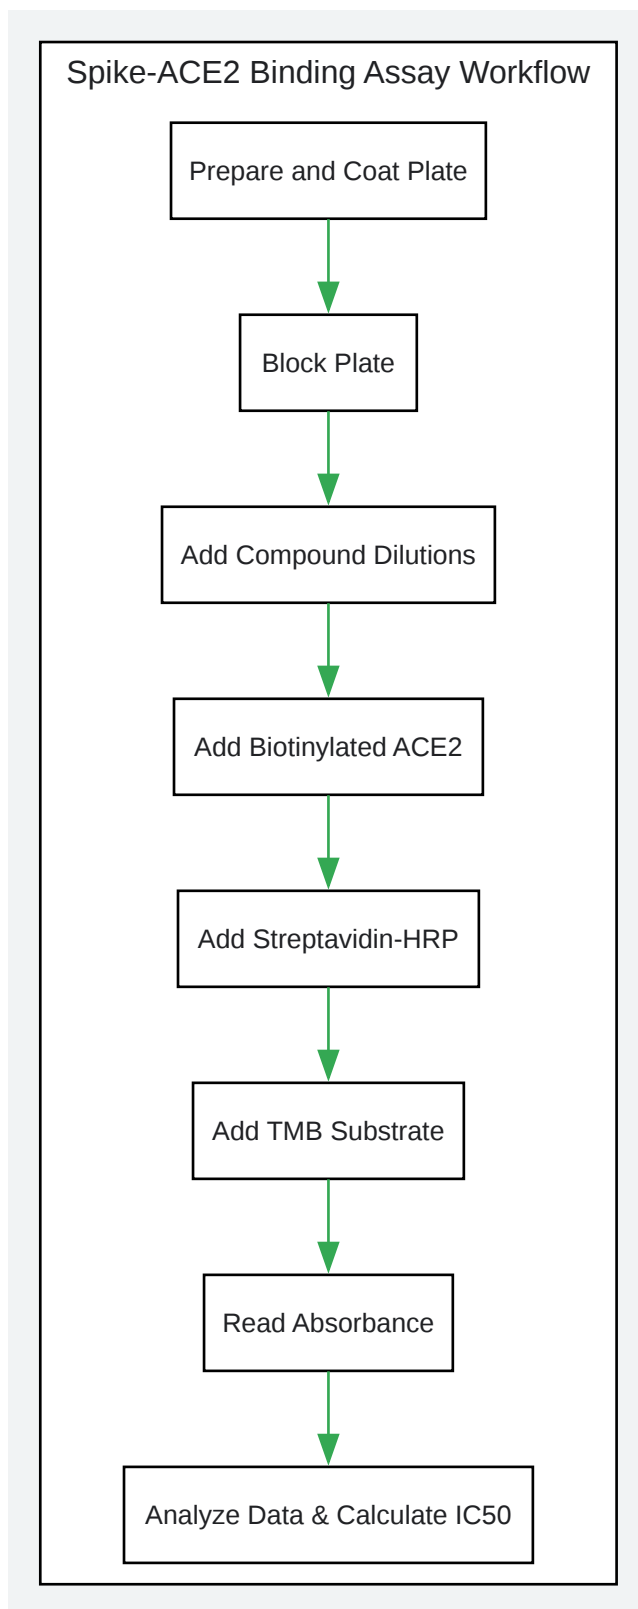 Spike-ACE2 Binding Assay Workflow
Prepare and Coat Plate
Block Plate
Add Compound Dilutions
Add Biotinylated ACE2
Add Streptavidin-HRP
Add TMB Substrate
Read Absorbance
Analyze Data & Calculate IC50